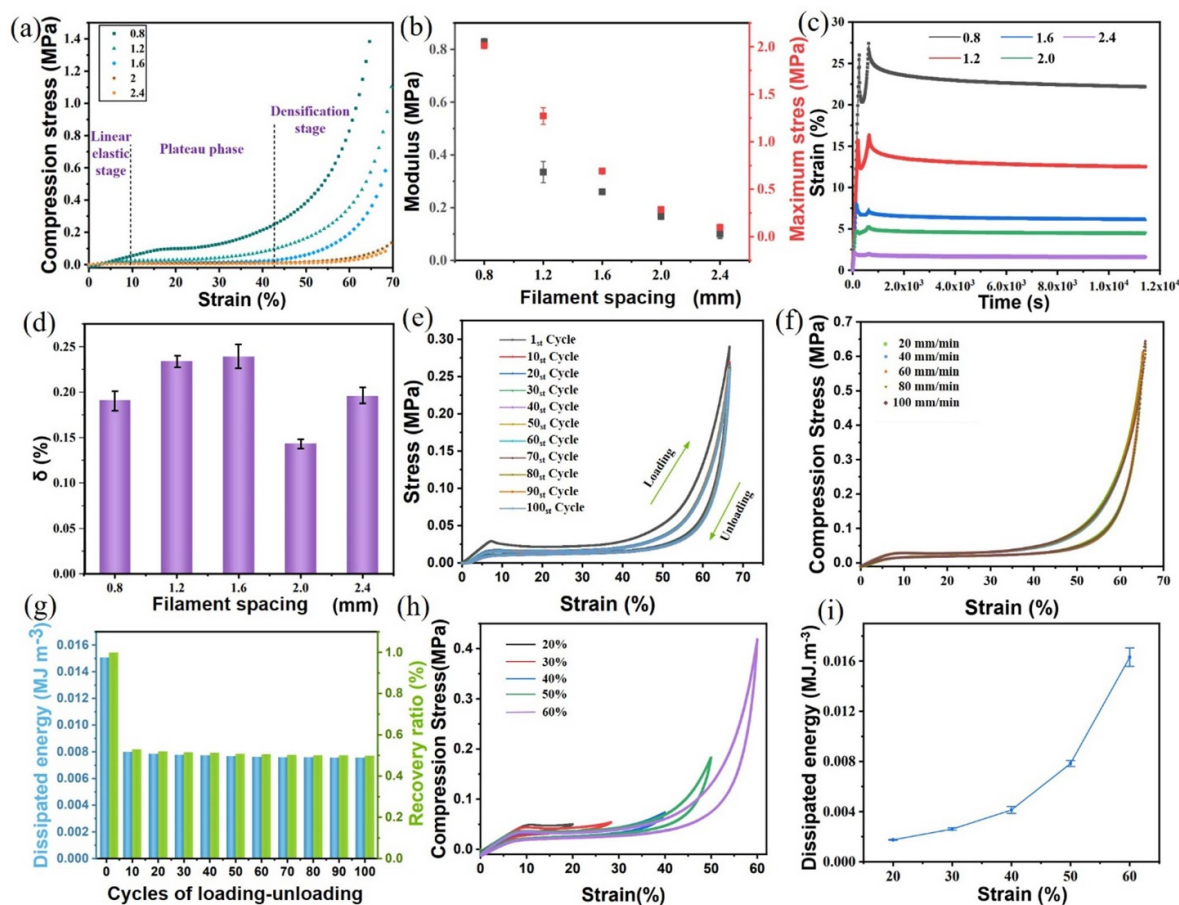 (a)
Compression stress (MPa)
1.4
1.2
1.0
0.8
0.6
0.4
0.2
0.0
0.8
1.2
1.6
2
2.4
Linear
elastic
stage
Plateau phase
Densification
stage
0 10 20 30 40 50 60 70
Strain (%)
(b)
Modulus (MPa)
0.8
0.6
0.4
0.2
0.0
Maximum stres (MPa)
2.0
1.5
1.0
0.5
0.0
0.8 1.2 1.6 2.0 2.4
Filament spacing (mm)
(c)
Strain (%)
30
25
20
15
10
5
0
0.8 1.6 2.4
1.2 2.0
0.0 2.0x10³ 4.0x10³ 6.0x10³ 8.0x10³ 1.0x10⁴ 1.2x10⁴
Time (s)
(d)
δ (%)
0.25
0.20
0.15
0.10
0.05
0.00
0.8 1.2 1.6 2.0 2.4
Filament spacing (mm)
(e)
Stress (MPa)
0.30
0.25
0.20
0.15
0.10
0.05
0.00
1st Cycle
10st Cycle
20st Cycle
30st Cycle
40st Cycle
50st Cycle
60st Cycle
70st Cycle
80st Cycle
90st Cycle
100st Cycle
Loading
Unloading
0 10 20 30 40 50 60 70
Strain (%)
(f)
Compression Stress (MPa)
0.7
0.6
0.5
0.4
0.3
0.2
0.1
0.0
20 mm/min
40 mm/min
60 mm/min
80 mm/min
100 mm/min
0 10 20 30 40 50 60 70
Strain (%)
(g)
Dissipated energy (MJ m⁻³)
0.016
0.014
0.012
0.010
0.008
0.006
0.004
0.002
0.000
Recovery ratio (%)
1.0
0.8
0.6
0.4
0.2
0.0
0 10 20 30 40 50 60 70 80 90 100
Cycles of loading-unloading
(h)
Compression Stress(MPa)
0.4
0.3
0.2
0.1
0.0
20%
30%
40%
50%
60%
0 10 20 30 40 50 60
Strain(%)
(i)
Dissipated energy (MJ.m⁻³)
0.016
0.012
0.008
0.004
0.000
20 30 40 50 60
Strain (%)